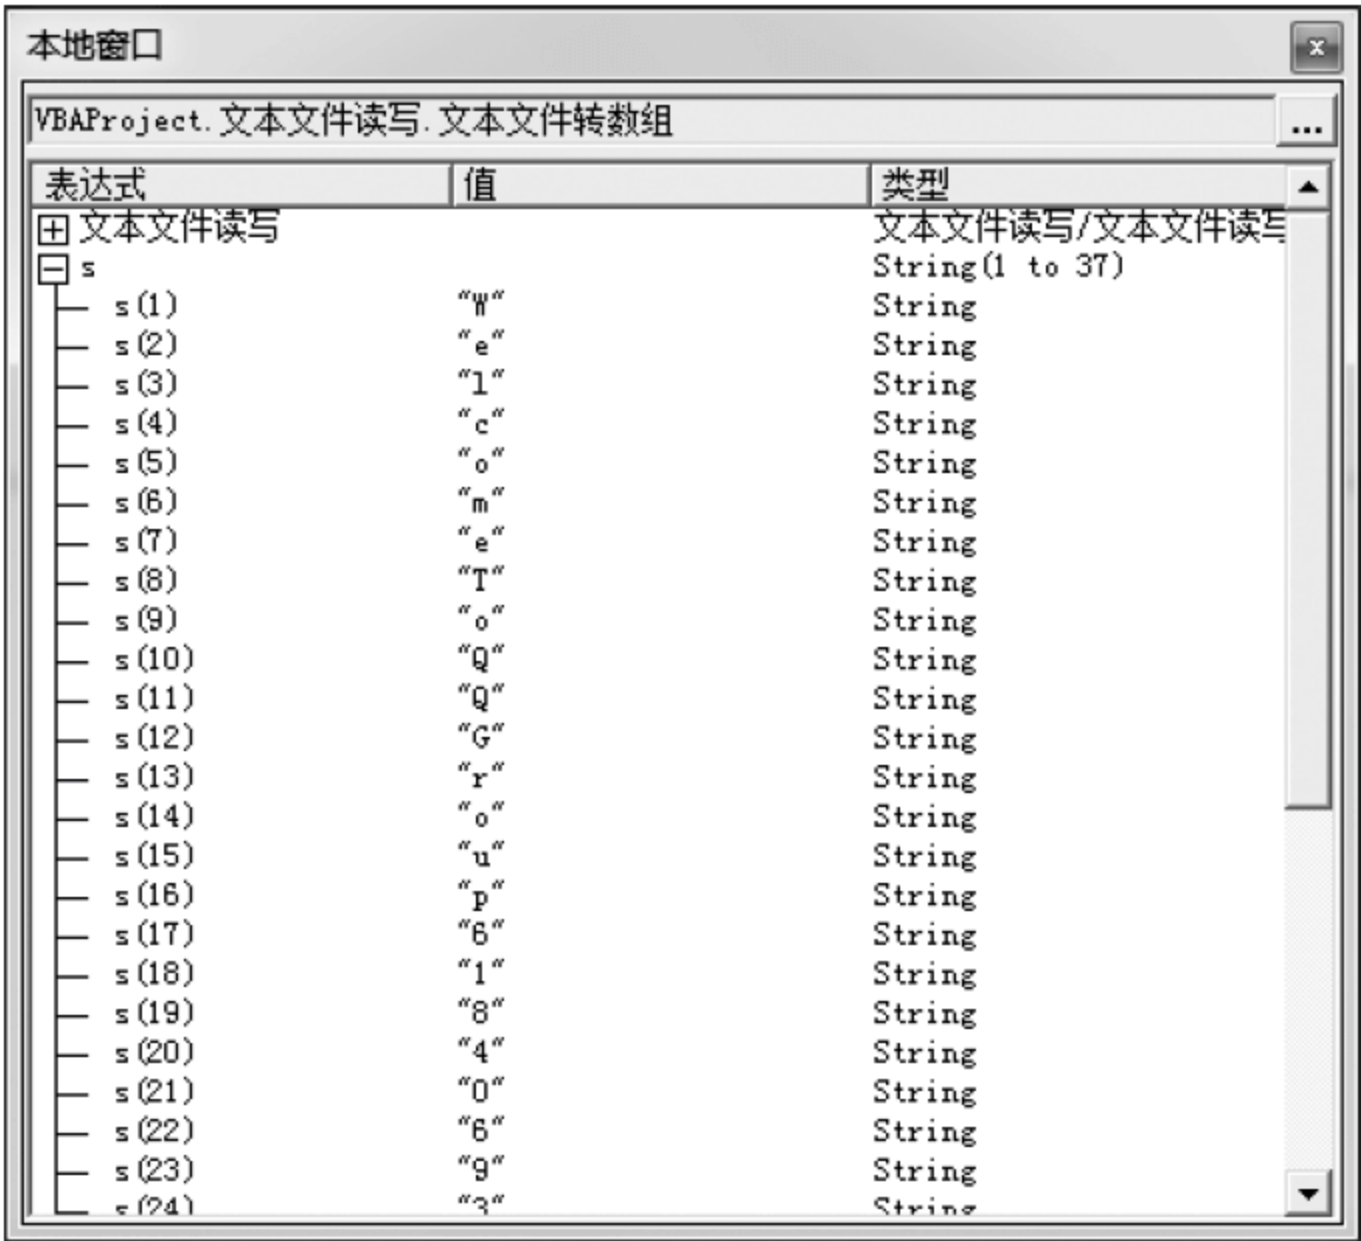 本地窗口
VBAProject.文本文件读写.文本文件转数组 ...
表达式 值 类型
文本文件读写 文本文件读写/文本文件读写
s String(1 to 37)
s(1) "W" String
s(2) "e" String
s(3) "l" String
s(4) "c" String
s(5) "o" String
s(6) "m" String
s(7) "e" String
s(8) "T" String
s(9) "o" String
s(10) "Q" String
s(11) "Q" String
s(12) "G" String
s(13) "r" String
s(14) "o" String
s(15) "u" String
s(16) "p" String
s(17) "6" String
s(18) "1" String
s(19) "8" String
s(20) "4" String
s(21) "0" String
s(22) "6" String
s(23) "9" String
s(24) "3" String